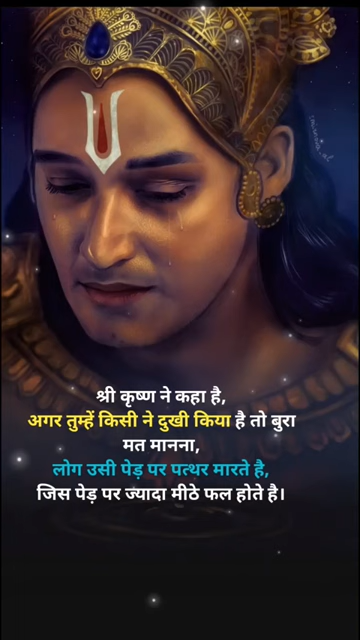 श्री कृष्ण ने कहा है,
अगर तुम्हें किसी ने दुखी किया है तो बुरा
मत मानना,
लोग उसी पेड़ पर पत्थर मारते है,
जिस पेड़ पर ज्यादा मीठे फल होते है।